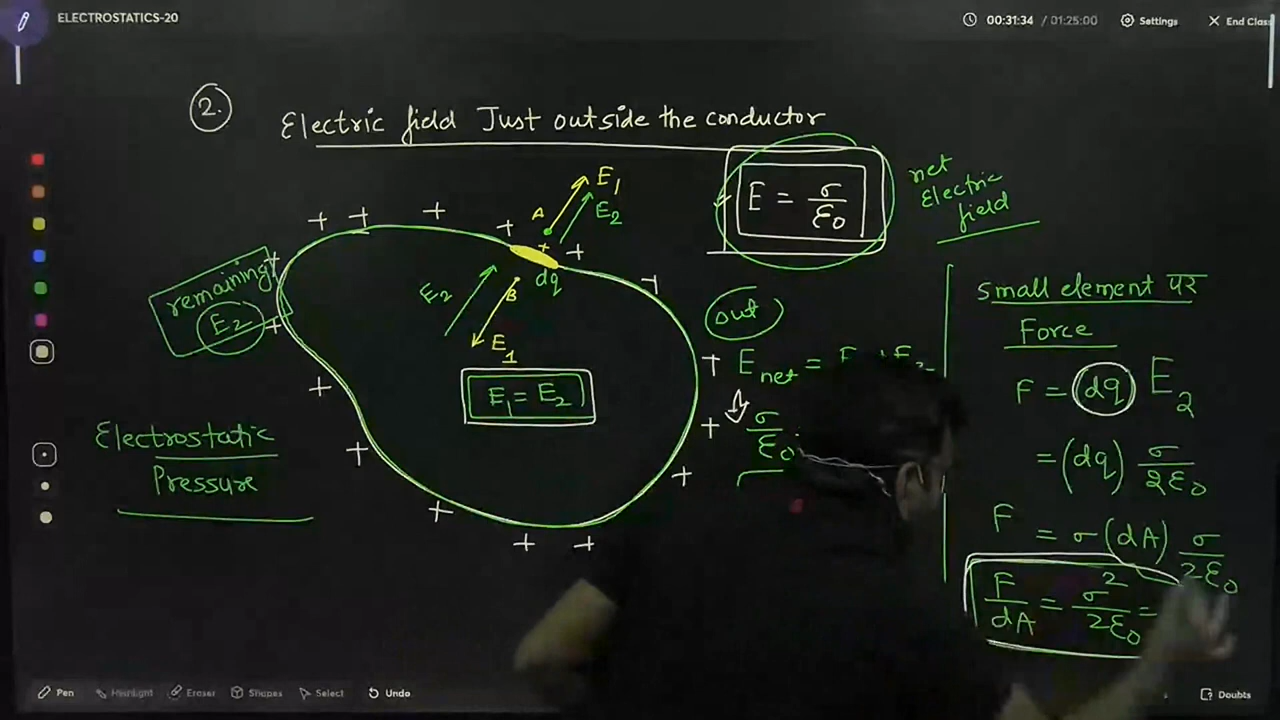 ELECTROSTATICS-20
00:31:34 / 01:25:00
Settings
End Class
2.
Electric field Just outside the conductor
E = σ/ε₀
net
Electric
field
E₁
E₂
A
+ + + + + + + + + + + + + + + +
dq
B
E₂
E₁
remaining
E₂
E₁ = E₂
Electrostatic
Pressure
out
E net =
σ/ε₀
small element पर
Force
F = dq E₂
= (dq) σ/2ε₀
F = σ(dA) σ/2ε₀
F/dA = σ²/2ε₀ =
Pen
Highlight
Eraser
Shapes
Select
Undo
Doubts